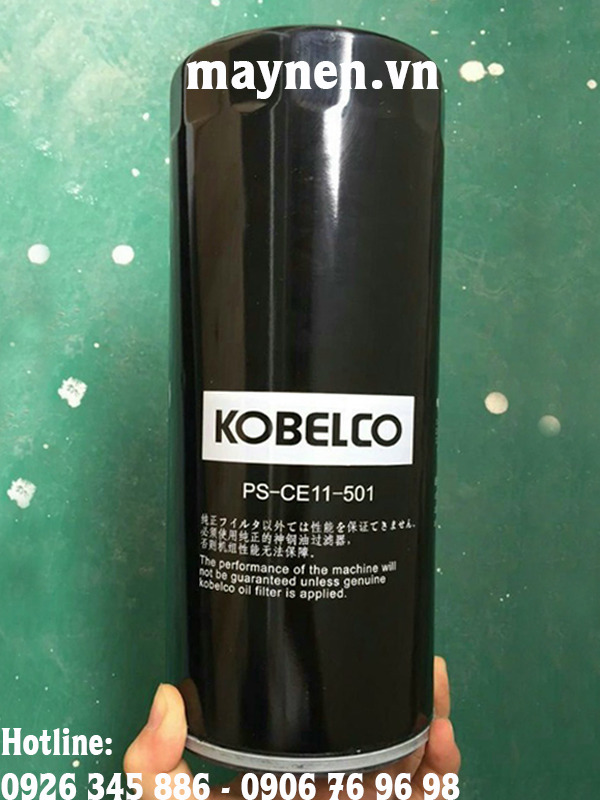 maynen.vn
KOBELCO
PS-CE11-501
純正フィルタ以外では性能を保証できません。
必须使用纯正的神钢油过滤器，
否则机组性能无法保障。
The performance of the machine will
not be guaranteed unless genuine
kobelco oil filter is applied.
Hotline:
0926 345 886 - 0906 76 96 98